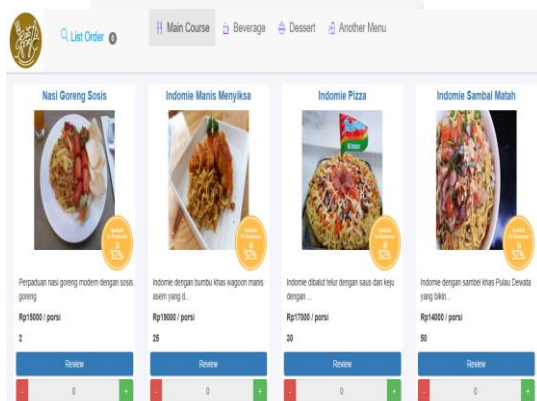 List Order 0
Main Course
Beverage
Dessert
Another Menu
Nasi Goreng Sosis
Perpaduan nasi goreng modern dengan sosis
goreng
Rp15000 / porsi
2
Review
- 0 +
Indomie Manis Menyiksa
Indomie dengan bumbu khas wagoon manis
asem yang d...
Rp19000 / porsi
25
Review
- 0 +
Indomie Pizza
Indomie dibalut telur dengan saus dan keju
dengan ...
Rp17000 / porsi
30
Review
- 0 +
Indomie Sambal Matah
Indomie dengan sambel khas Pulau Dewata
yang bikin...
Rp14000 / porsi
50
Review
- 0 +